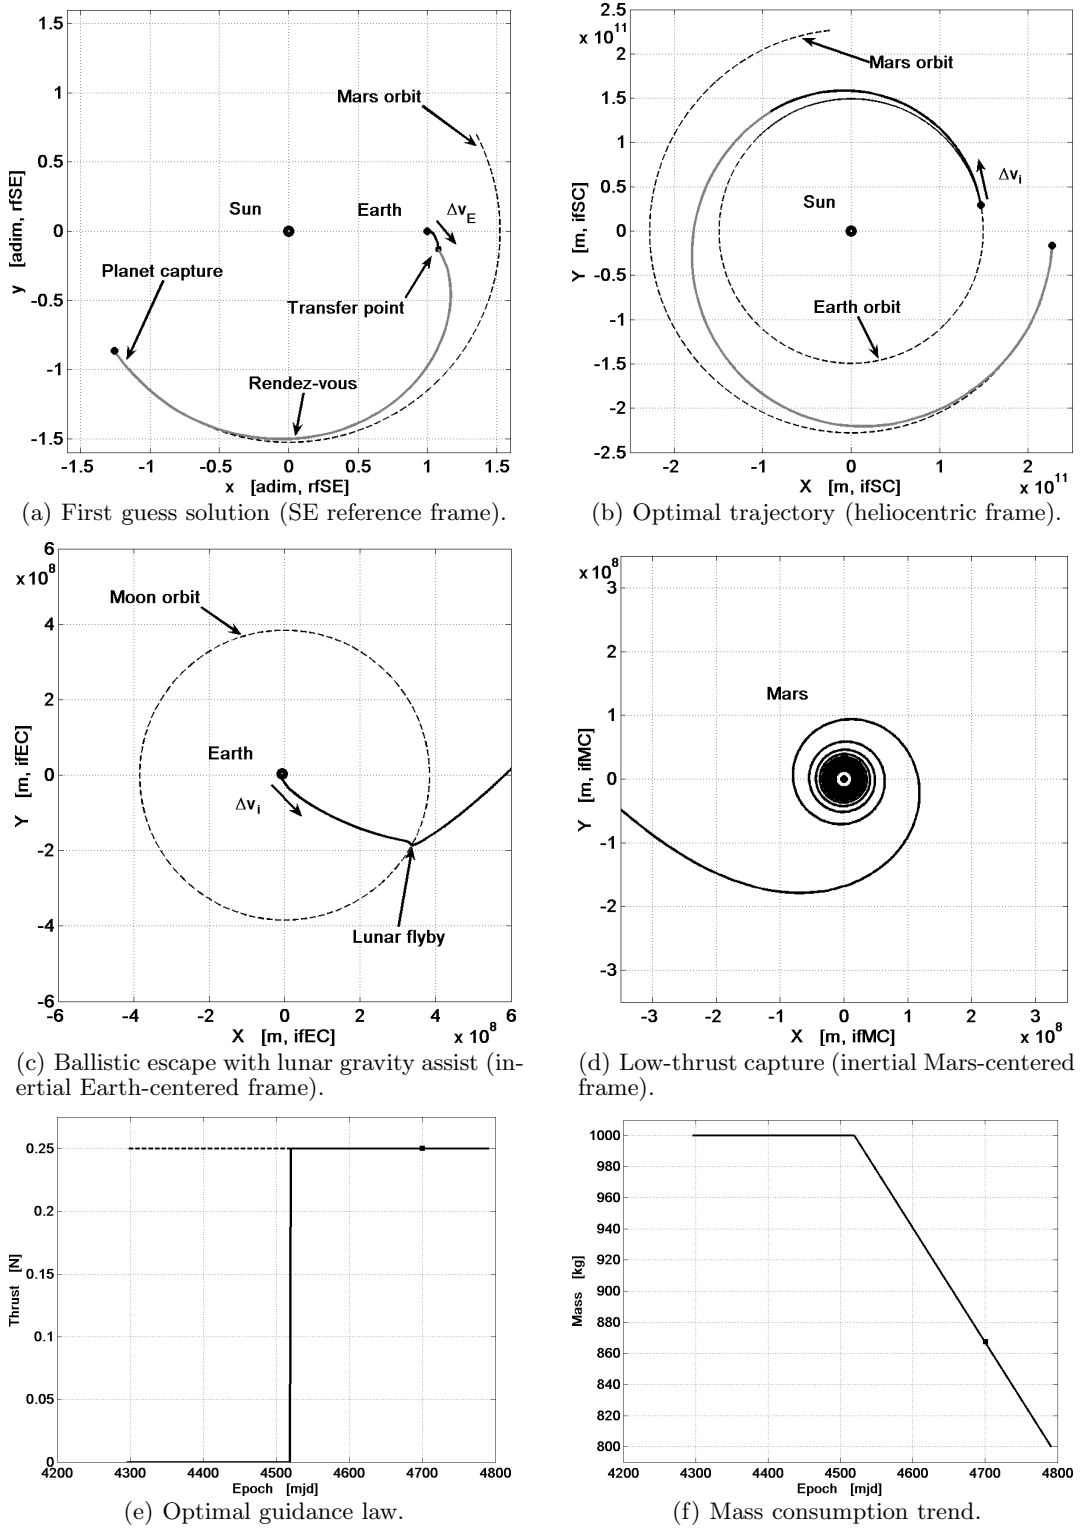 1.5
1
0.5
0
-0.5
-1
-1.5
y [adim, rfSE]
Mars orbit
Sun
Earth
Δv_E
Planet capture
Transfer point
Rendez-vous
-1.5 -1 -0.5 0 0.5 1 1.5
x [adim, rfSE]
(a) First guess solution (SE reference frame).
x 10^11
2.5
2
1.5
1
0.5
0
-0.5
-1
-1.5
-2
-2.5
Y [m, ifSC]
Mars orbit
Δv_i
Sun
Earth orbit
-2 -1 0 1 2
X [m, ifSC]
x 10^11
(b) Optimal trajectory (heliocentric frame).
6
x 10^8
4
2
0
-2
-4
-6
Y [m, ifEC]
Moon orbit
Earth
Δv_i
Lunar flyby
-6 -4 -2 0 2 4 6
X [m, ifEC]
x 10^8
(c) Ballistic escape with lunar gravity assist (in-
ertial Earth-centered frame).
x 10^8
3
2
1
0
-1
-2
-3
Y [m, ifMC]
Mars
-3 -2 -1 0 1 2 3
X [m, ifMC]
x 10^8
(d) Low-thrust capture (inertial Mars-centered
frame).
0.25
0.2
0.15
0.1
0.05
0
Thrust [N]
4200 4300 4400 4500 4600 4700 4800
Epoch [mjd]
(e) Optimal guidance law.
1000
980
960
940
920
900
880
860
840
820
800
Mass [kg]
4200 4300 4400 4500 4600 4700 4800
Epoch [mjd]
(f) Mass consumption trend.